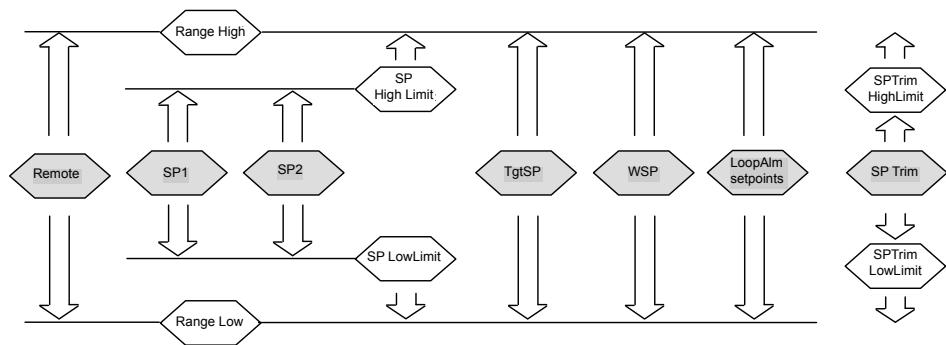 Range High
SP
High Limit
SPTrim
HighLimit
Remote
SP1
SP2
TgtSP
WSP
LoopAlm
setpoints
SP Trim
SP LowLimit
SPTrim
LowLimit
Range Low